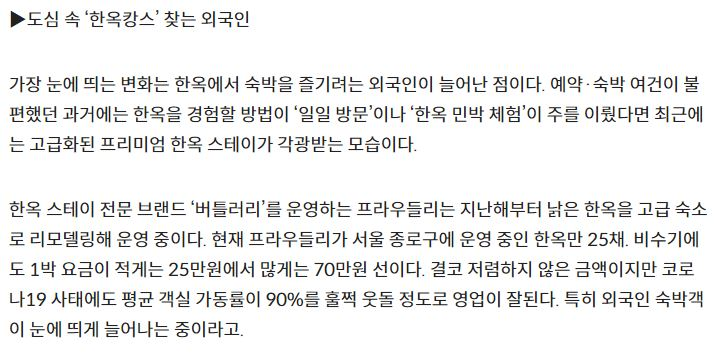 ▶도심 속 ‘한옥캉스’ 찾는 외국인
가장 눈에 띄는 변화는 한옥에서 숙박을 즐기려는 외국인이 늘어난 점이다. 예약·숙박 여건이 불
편했던 과거에는 한옥을 경험할 방법이 ‘일일 방문’이나 ‘한옥 민박 체험’이 주를 이뤘다면 최근에
는 고급화된 프리미엄 한옥 스테이가 각광받는 모습이다.
한옥 스테이 전문 브랜드 ‘버틀러리’를 운영하는 프라우들리는 지난해부터 낡은 한옥을 고급 숙소
로 리모델링해 운영 중이다. 현재 프라우들리가 서울 종로구에 운영 중인 한옥만 25채. 비수기에
도 1박 요금이 적게는 25만원에서 많게는 70만원 선이다. 결코 저렴하지 않은 금액이지만 코로
나19 사태에도 평균 객실 가동률이 90%를 훌쩍 웃돌 정도로 영업이 잘된다. 특히 외국인 숙박객
이 눈에 띄게 늘어나는 중이라고.